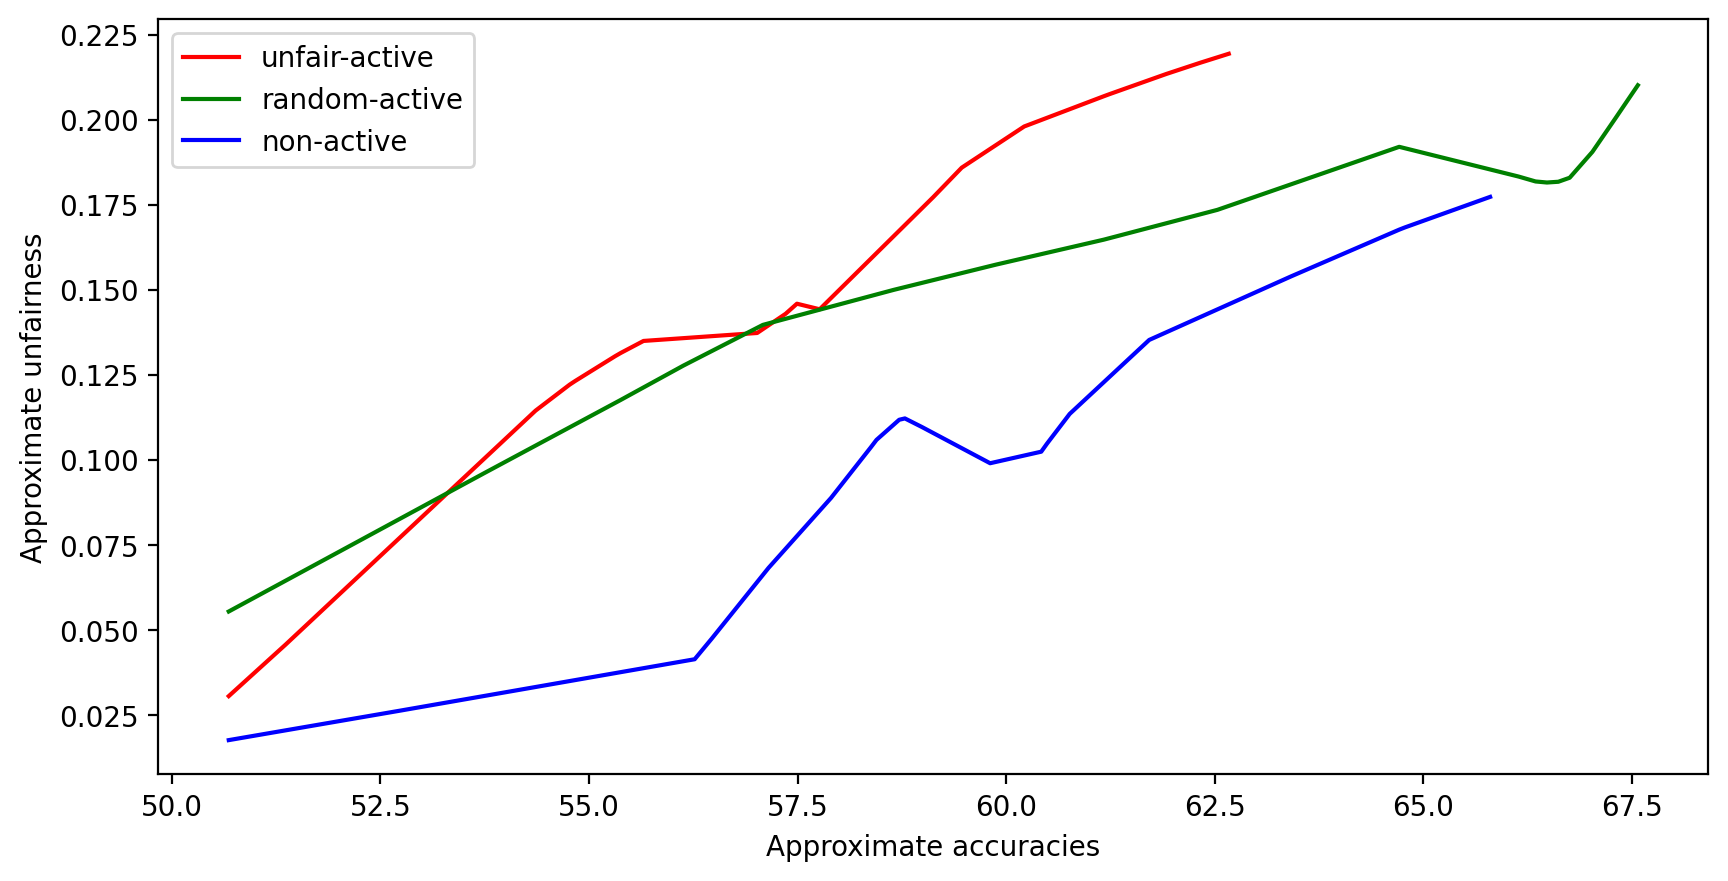 unfair-active
random-active
non-active
0.225
0.200
0.175
0.150
0.125
0.100
0.075
0.050
0.025
Approximate unfairness
50.0 52.5 55.0 57.5 60.0 62.5 65.0 67.5
Approximate accuracies